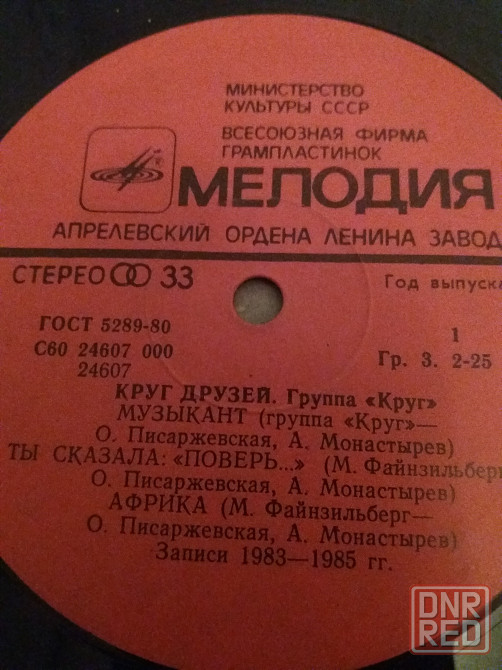 МИНИСТЕРСТВО
КУЛЬТУРЫ СССР
ВСЕСОЮЗНАЯ ФИРМА
ГРАМПЛАСТИНОК
МЕЛОДИЯ
АПРЕЛЕВСКИЙ ОРДЕНА ЛЕНИНА ЗАВОД
СТЕРЕО 33
Год выпуска
ГОСТ 5289-80
1
С60 24607 000
Гр. 3. 2-25
24607
КРУГ ДРУЗЕЙ. Группа «Круг»
МУЗЫКАНТ (группа «Круг»—
О. Писаржевская, А. Монастырев)
ТЫ СКАЗАЛА: «ПОВЕРЬ...» (М. Файнзильберг—
О. Писаржевская, А. Монастырев)
АФРИКА (М. Файнзильберг—
О. Писаржевская, А. Монастырев)
Записи 1983—1985 гг.
DNR
RED